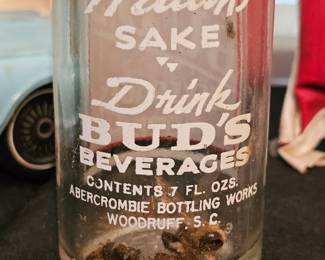 SAKE
Drink
BUD'S
BEVERAGES
CONTENTS 7 FL. OZS.
ABERCROMBIE BOTTLING WORKS
WOODRUFF, S. C.